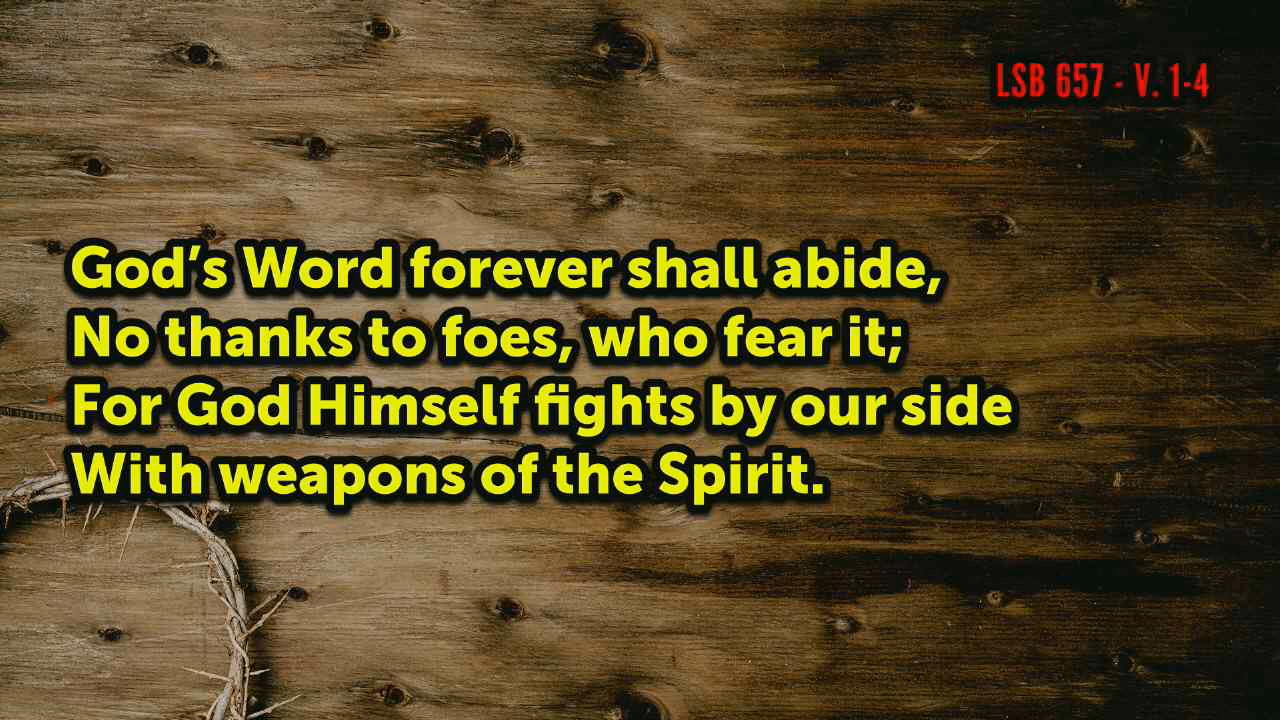 LSB 657 - V. 1-4
God’s Word forever shall abide,
No thanks to foes, who fear it;
For God Himself fights by our side
With weapons of the Spirit.